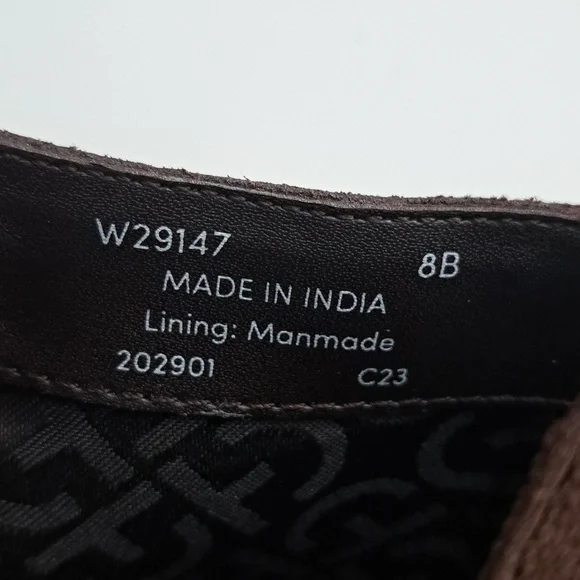 W29147 8B
MADE IN INDIA
Lining: Manmade
202901 C23